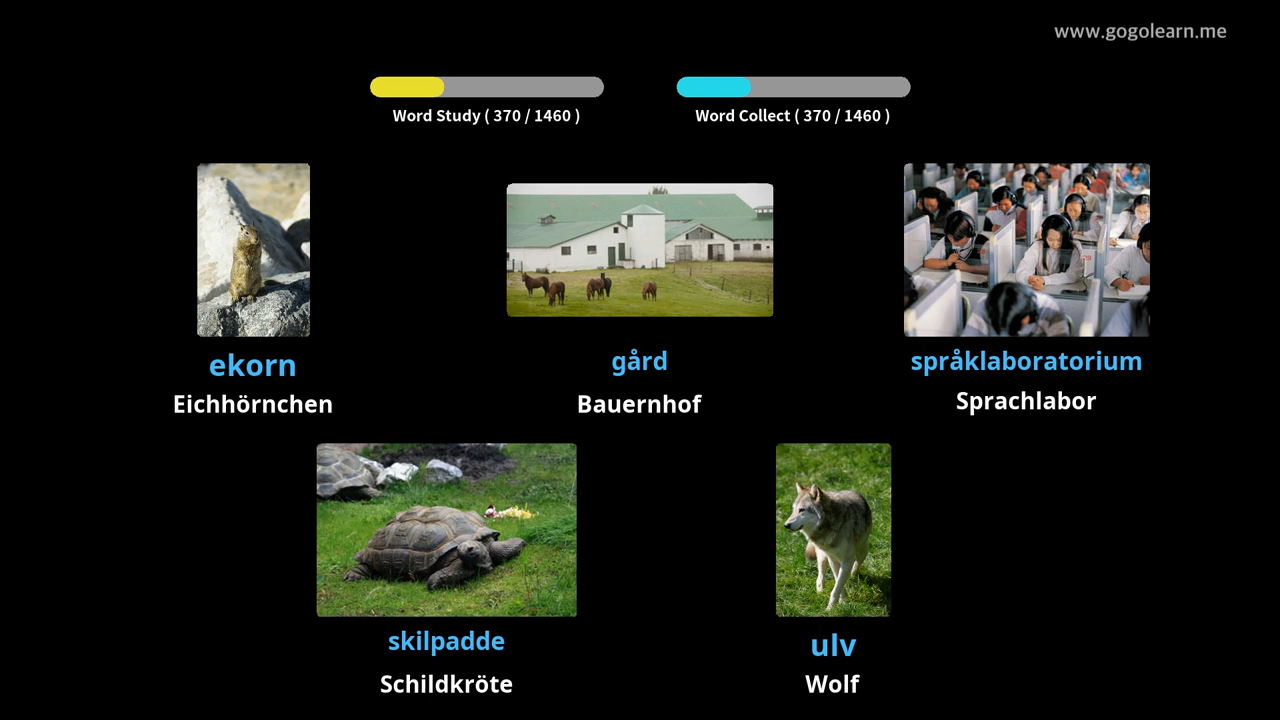 www.gogolearn.me
Word Study ( 370 / 1460 )
Word Collect ( 370 / 1460 )
ekorn
Eichhörnchen
gård
Bauernhof
språklaboratorium
Sprachlabor
skilpadde
Schildkröte
ulv
Wolf